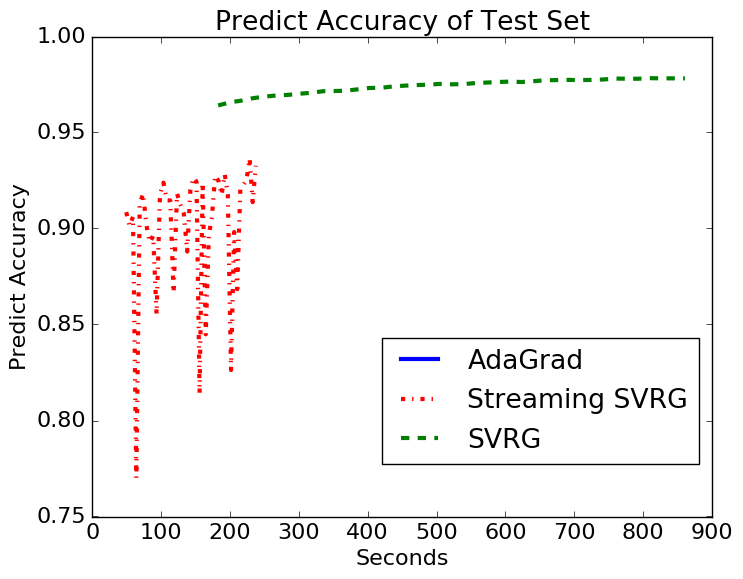 Predict Accuracy of Test Set
1.00
0.95
0.90
0.85
0.80
0.75
Predict Accuracy
AdaGrad
Streaming SVRG
SVRG
0 100 200 300 400 500 600 700 800 900
Seconds